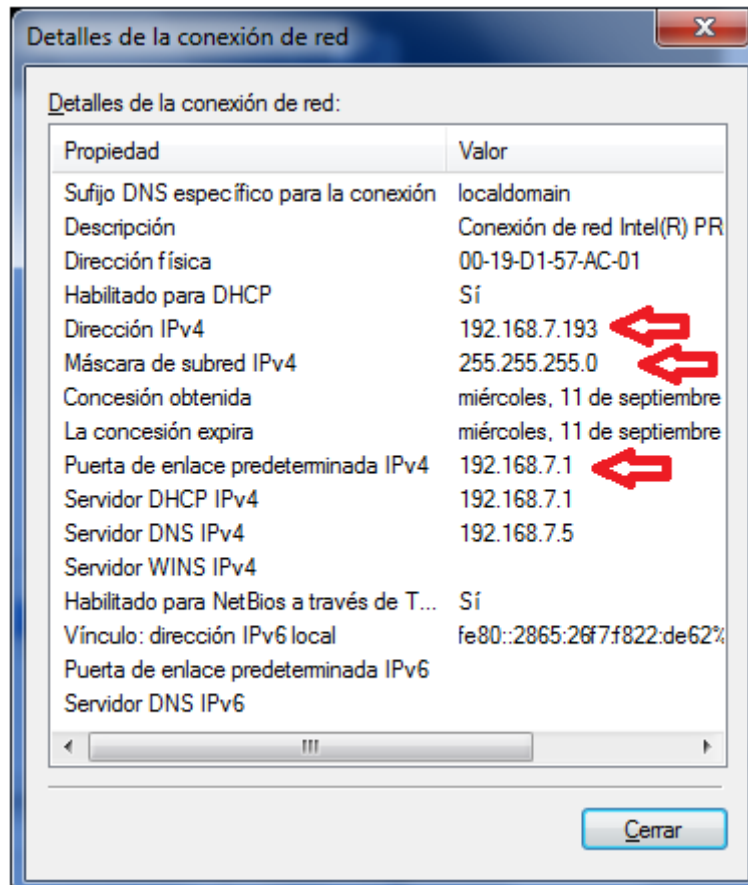 Detalles de la conexión de red
Detalles de la conexión de red:
Propiedad Valor
Sufijo DNS específico para la conexión localdomain
Descripción Conexión de red Intel(R) PR
Dirección física 00-19-D1-57-AC-01
Habilitado para DHCP Sí
Dirección IPv4 192.168.7.193
Máscara de subred IPv4 255.255.255.0
Concesión obtenida miércoles, 11 de septiembre
La concesión expira miércoles, 11 de septiembre
Puerta de enlace predeterminada IPv4 192.168.7.1
Servidor DHCP IPv4 192.168.7.1
Servidor DNS IPv4 192.168.7.5
Servidor WINS IPv4
Habilitado para NetBios a través de T... Sí
Vínculo: dirección IPv6 local fe80::2865:26f7:f822:de62%
Puerta de enlace predeterminada IPv6
Servidor DNS IPv6
Cerrar